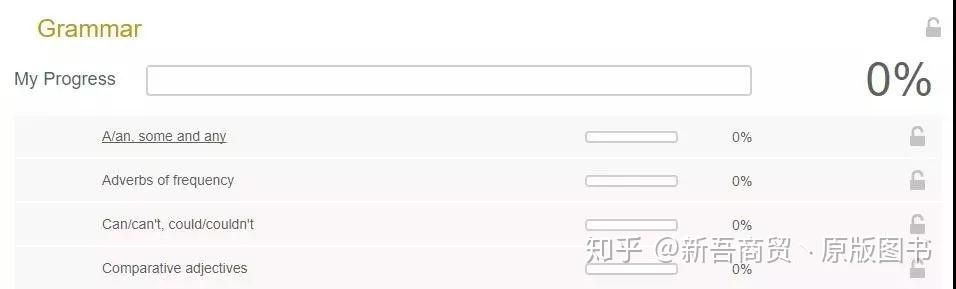 Grammar
My Progress 0%
A/an, some and any 0%
Adverbs of frequency 0%
Can/can't, could/couldn't 0%
Comparative adjectives 0%
知乎 @新吾商贸、原版图书